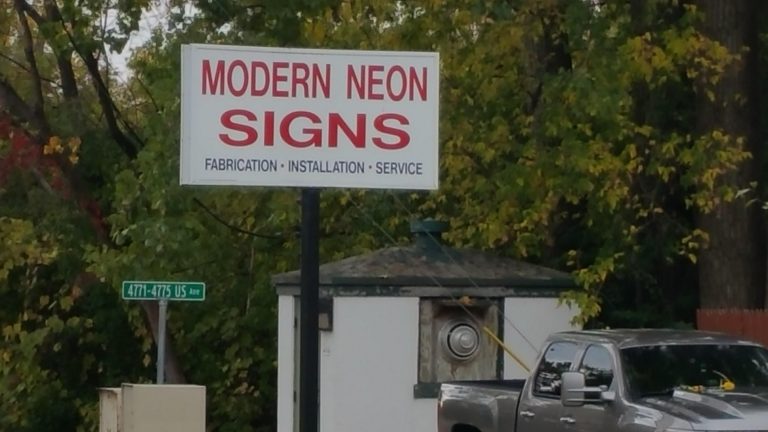 MODERN NEON
SIGNS
FABRICATION • INSTALLATION • SERVICE
4771-4775 US Ave